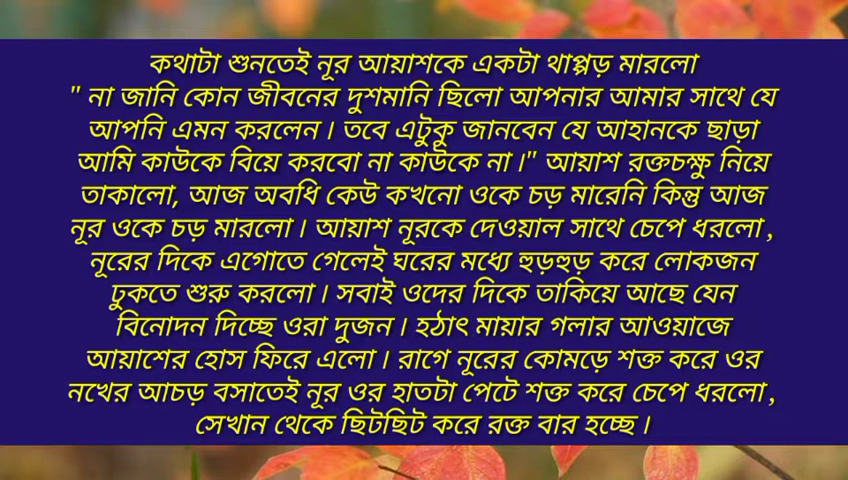 কথাটা শুনতেই নূর আয়াশকে একটা থাপ্পড় মারলো
" না জানি কোন জীবনের দুশমানি ছিলো আপনার আমার সাথে যে
আপনি এমন করলেন । তবে এটুকু জানবেন যে আহানকে ছাড়া
আমি কাউকে বিয়ে করবো না কাউকে না ।" আয়াশ রক্তচক্ষু নিয়ে
তাকালো, আজ অবধি কেউ কখনো ওকে চড় মারেনি কিন্তু আজ
নূর ওকে চড় মারলো । আয়াশ নূরকে দেওয়াল সাথে চেপে ধরলো ,
নূরের দিকে এগোতে গেলেই ঘরের মধ্যে হুড়হুড় করে লোকজন
ঢুকতে শুরু করলো । সবাই ওদের দিকে তাকিয়ে আছে যেন
বিনোদন দিচ্ছে ওরা দুজন । হঠাৎ মায়ার গলার আওয়াজে
আয়াশের হোস ফিরে এলো । রাগে নূরের কোমড়ে শক্ত করে ওর
নখের আচড় বসাতেই নূর ওর হাতটা পেটে শক্ত করে চেপে ধরলো ,
সেখান থেকে ছিটছিট করে রক্ত বার হচ্ছে ।